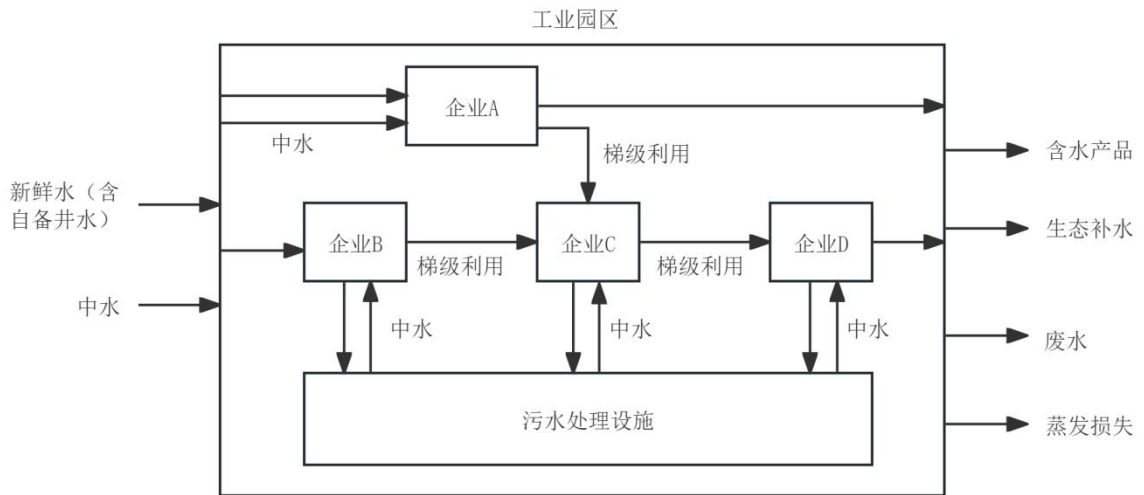 工业园区
企业A
中水
梯级利用
含水产品
新鲜水（含
自备井水）
企业B
梯级利用
企业C
梯级利用
企业D
生态补水
中水
中水
中水
中水
废水
污水处理设施
蒸发损失